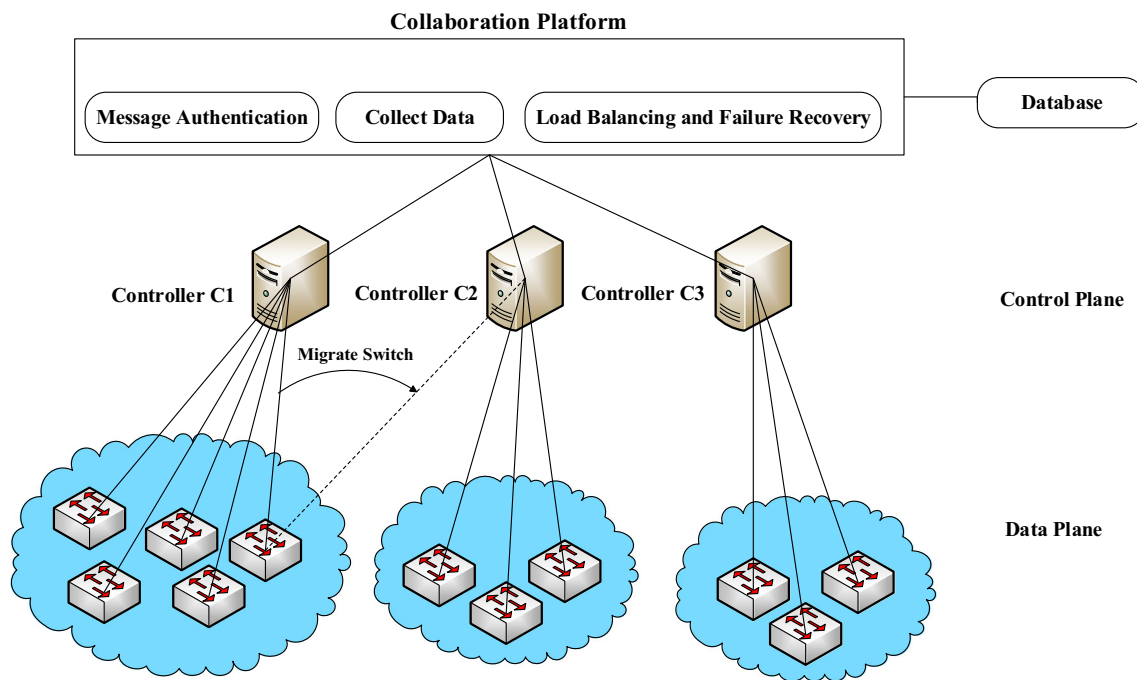 Collaboration Platform
Message Authentication
Collect Data
Load Balancing and Failure Recovery
Database
Controller C1
Controller C2
Controller C3
Control Plane
Migrate Switch
Data Plane